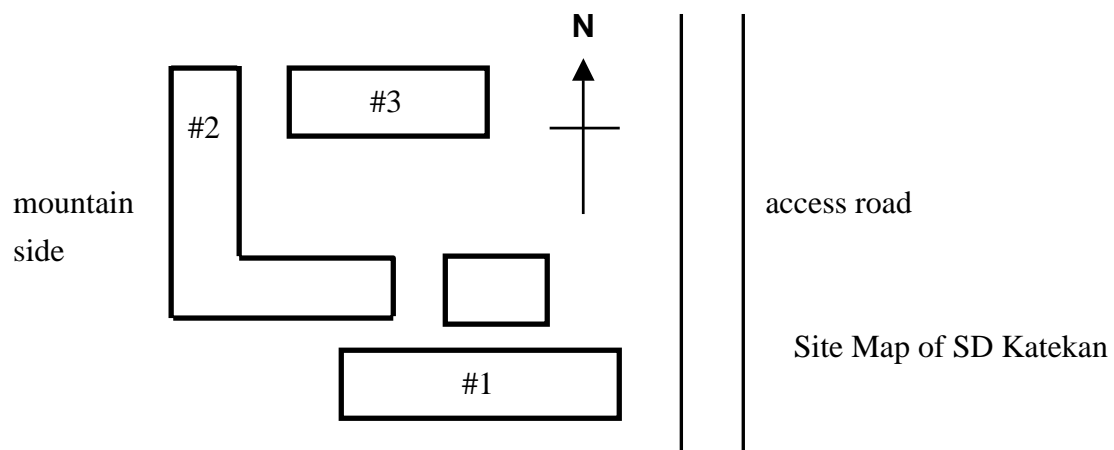 N
#3
#2
mountain
side
access road
Site Map of SD Katekan
#1